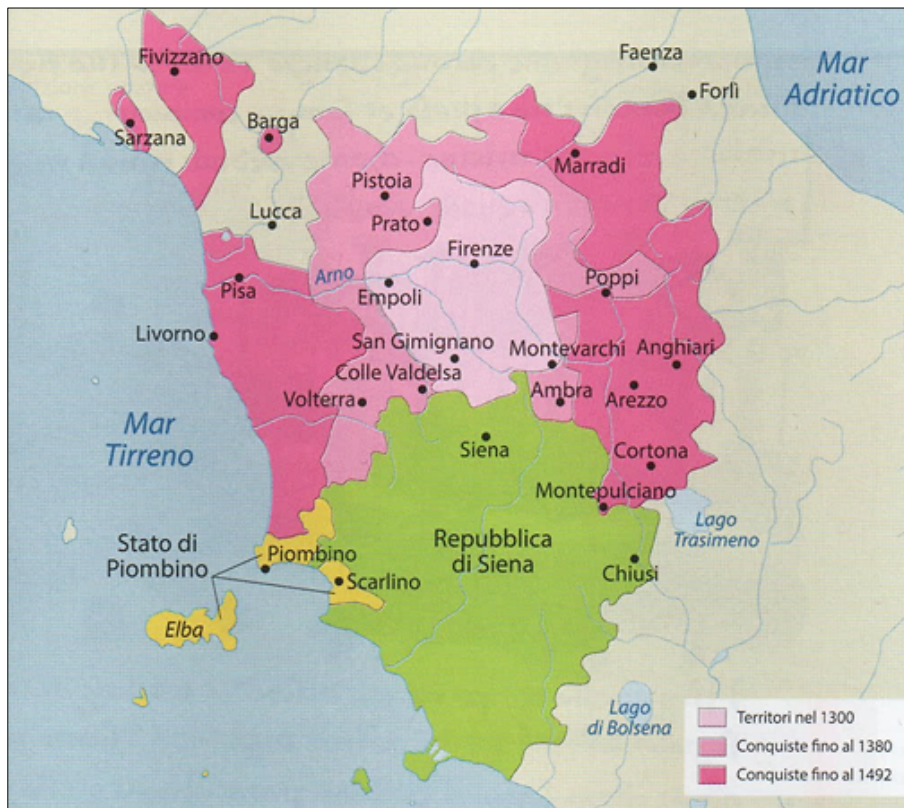 Fivizzano
Faenza
Mar
Adriatico
Forlì
Sarzana
Barga
Marradi
Pistoia
Lucca
Prato
Firenze
Arno
Poppi
Pisa
Empoli
Livorno
San Gimignano
Montevarchi
Anghiari
Colle Valdelsa
Volterra
Ambra
Arezzo
Mar
Tirreno
Siena
Cortona
Montepulciano
Lago
Trasimeno
Stato di
Piombino
Piombino
Repubblica
di Siena
Chiusi
Scarlino
Elba
Lago
di Bolsena
Territori nel 1300
Conquiste fino al 1380
Conquiste fino al 1492